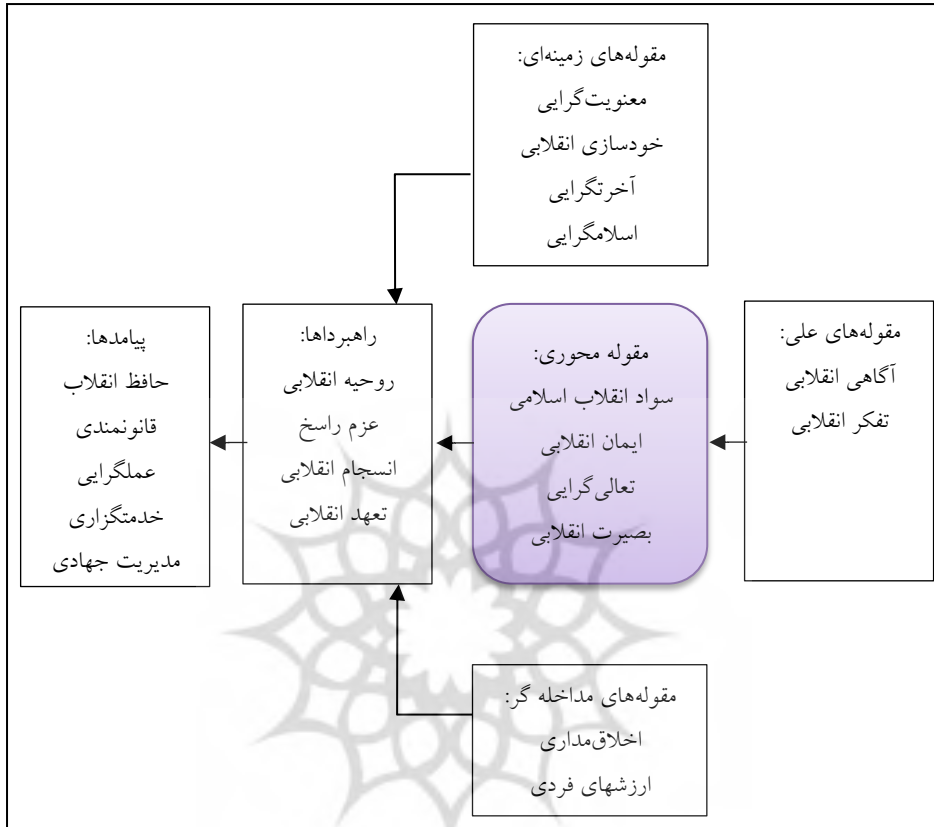 مقوله‌های زمینه‌ای:
معنویت‌گرایی
خودسازی انقلابی
آخرتگرایی
اسلامگرایی
مقوله‌های علی:
آگاهی انقلابی
تفکر انقلابی
مقوله محوری:
سواد انقلاب اسلامی
ایمان انقلابی
تعالی‌گرایی
بصیرت انقلابی
راهبرداها:
روحیه انقلابی
عزم راسخ
انسجام انقلابی
تعهد انقلابی
پیامدها:
حافظ انقلاب
قانونمندی
عملگرایی
خدمتگزاری
مدیریت جهادی
مقوله‌های مداخله گر:
اخلاق‌مداری
ارزشهای فردی